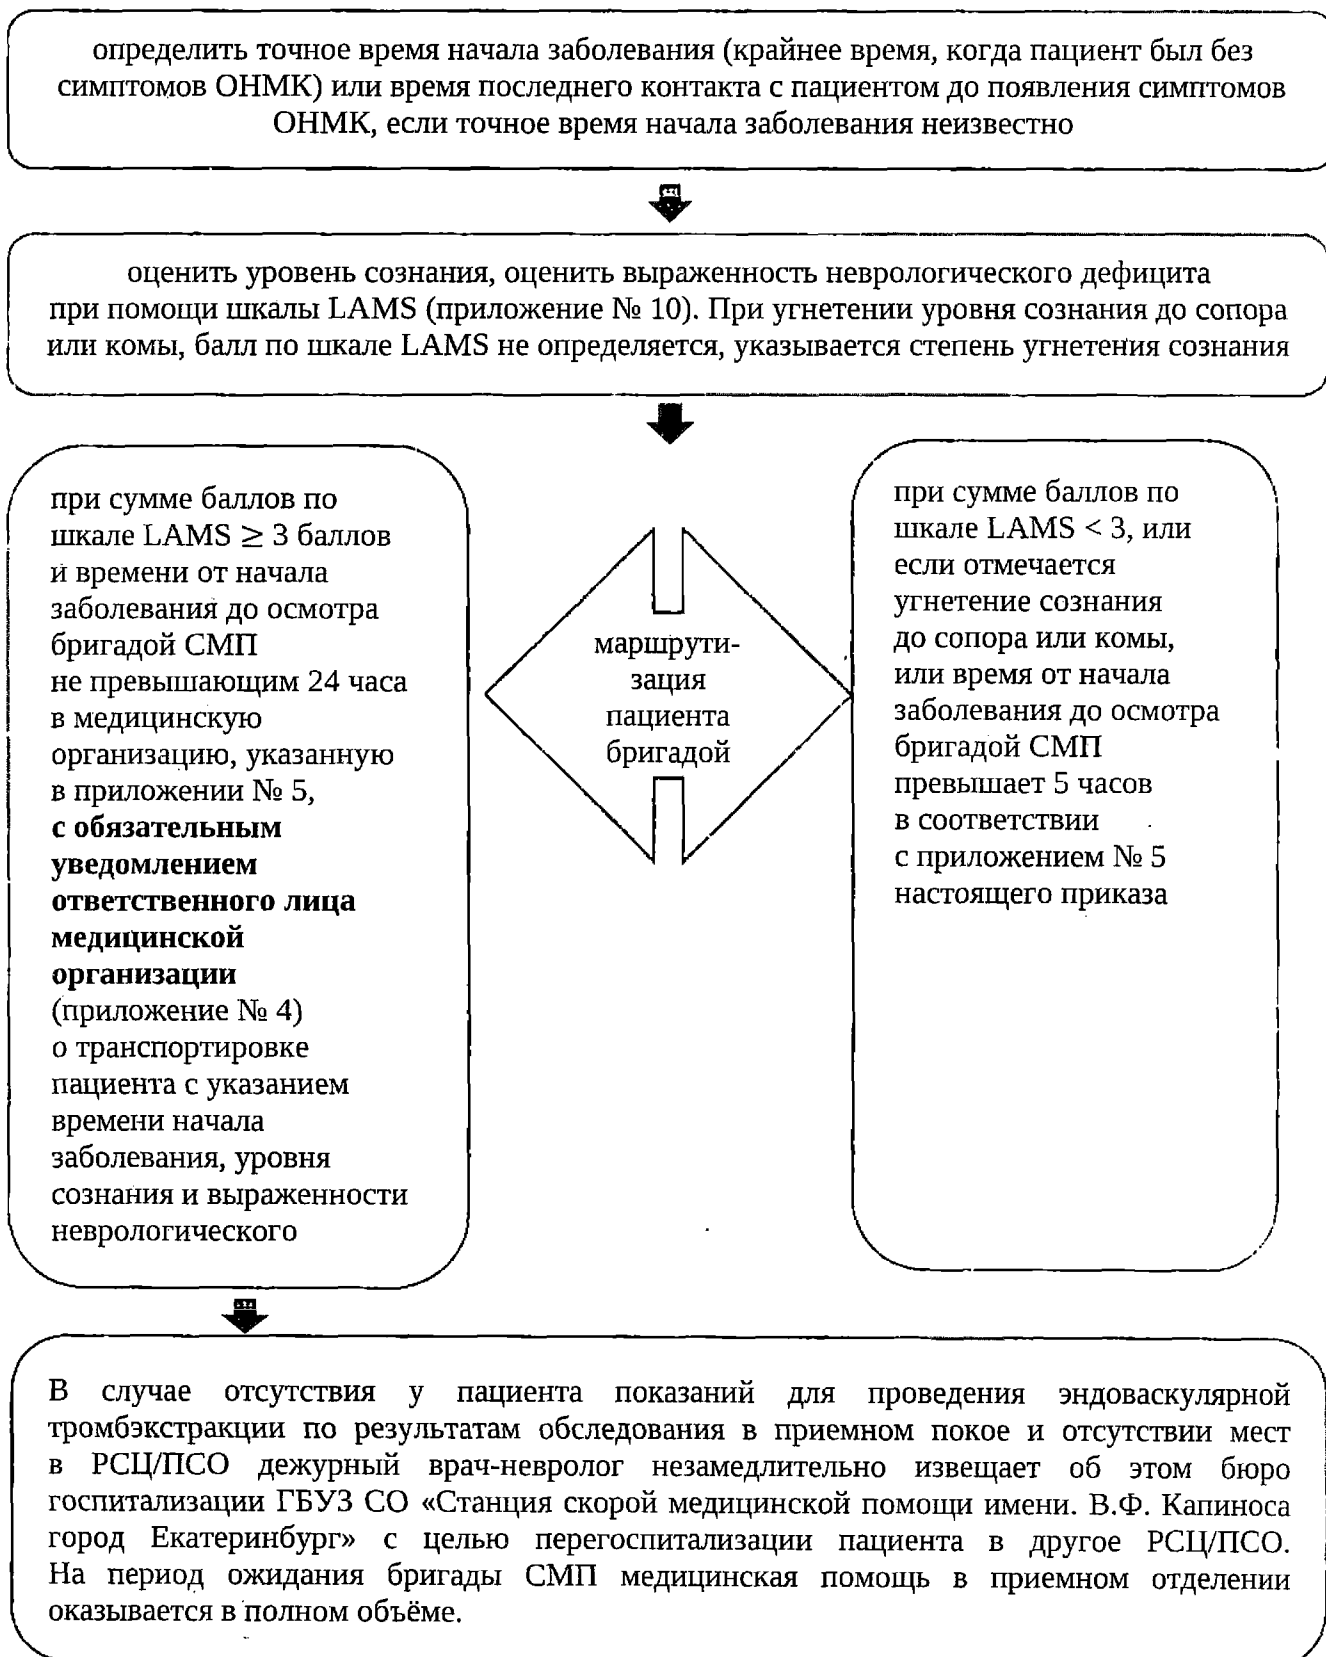 определить точное время начала заболевания (крайнее время, когда пациент был без
симптомов ОНМК) или время последнего контакта с пациентом до появления симптомов
ОНМК, если точное время начала заболевания неизвестно
оценить уровень сознания, оценить выраженность неврологического дефицита
при помощи шкалы LAMS (приложение № 10). При угнетении уровня сознания до сопора
или комы, балл по шкале LAMS не определяется, указывается степень угнетения сознания
при сумме баллов по
шкале LAMS ≥ 3 баллов
и времени от начала
заболевания до осмотра
бригадой СМП
не превышающим 24 часа
в медицинскую
организацию, указанную
в приложении № 5,
с обязательным
уведомлением
ответственного лица
медицинской
организации
(приложение № 4)
о транспортировке
пациента с указанием
времени начала
заболевания, уровня
сознания и выраженности
неврологического
маршрути-
зация
пациента
бригадой
при сумме баллов по
шкале LAMS < 3, или
если отмечается
угнетение сознания
до сопора или комы,
или время от начала
заболевания до осмотра
бригадой СМП
превышает 5 часов
в соответствии
с приложением № 5
настоящего приказа
В случае отсутствия у пациента показаний для проведения эндоваскулярной
тромбэкстракции по результатам обследования в приемном покое и отсутствии мест
в РСЦ/ПСО дежурный врач-невролог незамедлительно извещает об этом бюро
госпитализации ГБУЗ СО «Станция скорой медицинской помощи имени. В.Ф. Капиноса
город Екатеринбург» с целью перегоспитализации пациента в другое РСЦ/ПСО.
На период ожидания бригады СМП медицинская помощь в приемном отделении
оказывается в полном объёме.